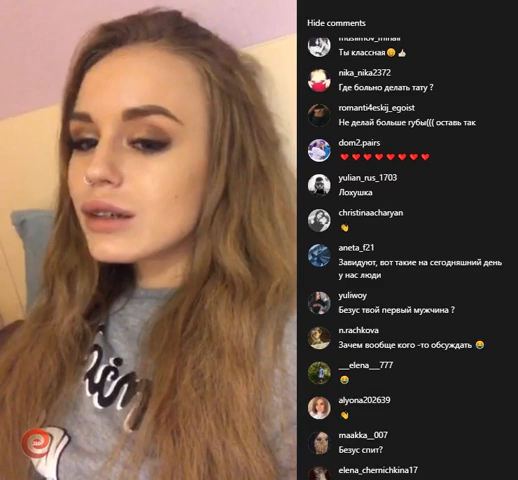 Hide comments
muslimov_minali
Ты классная😍👍
nika_nika2372
Где больно делать тату ?
romanti4eskij_egoist
Не делай больше губы((( оставь так
dom2.pairs
❤️❤️❤️❤️❤️❤️❤️❤️
yulian_rus_1703
Лохушка
christinaacharyan
👏
aneta_f21
Завидуют, вот такие на сегодняшний день
у нас люди
yuliwoy
Безус твой первый мужчина ?
n.rachkova
Зачем вообще кого -то обсуждать 😂
___elena___777
😂
alyona202639
👏
maakka__007
Безус спит?
elena_chernichkina17